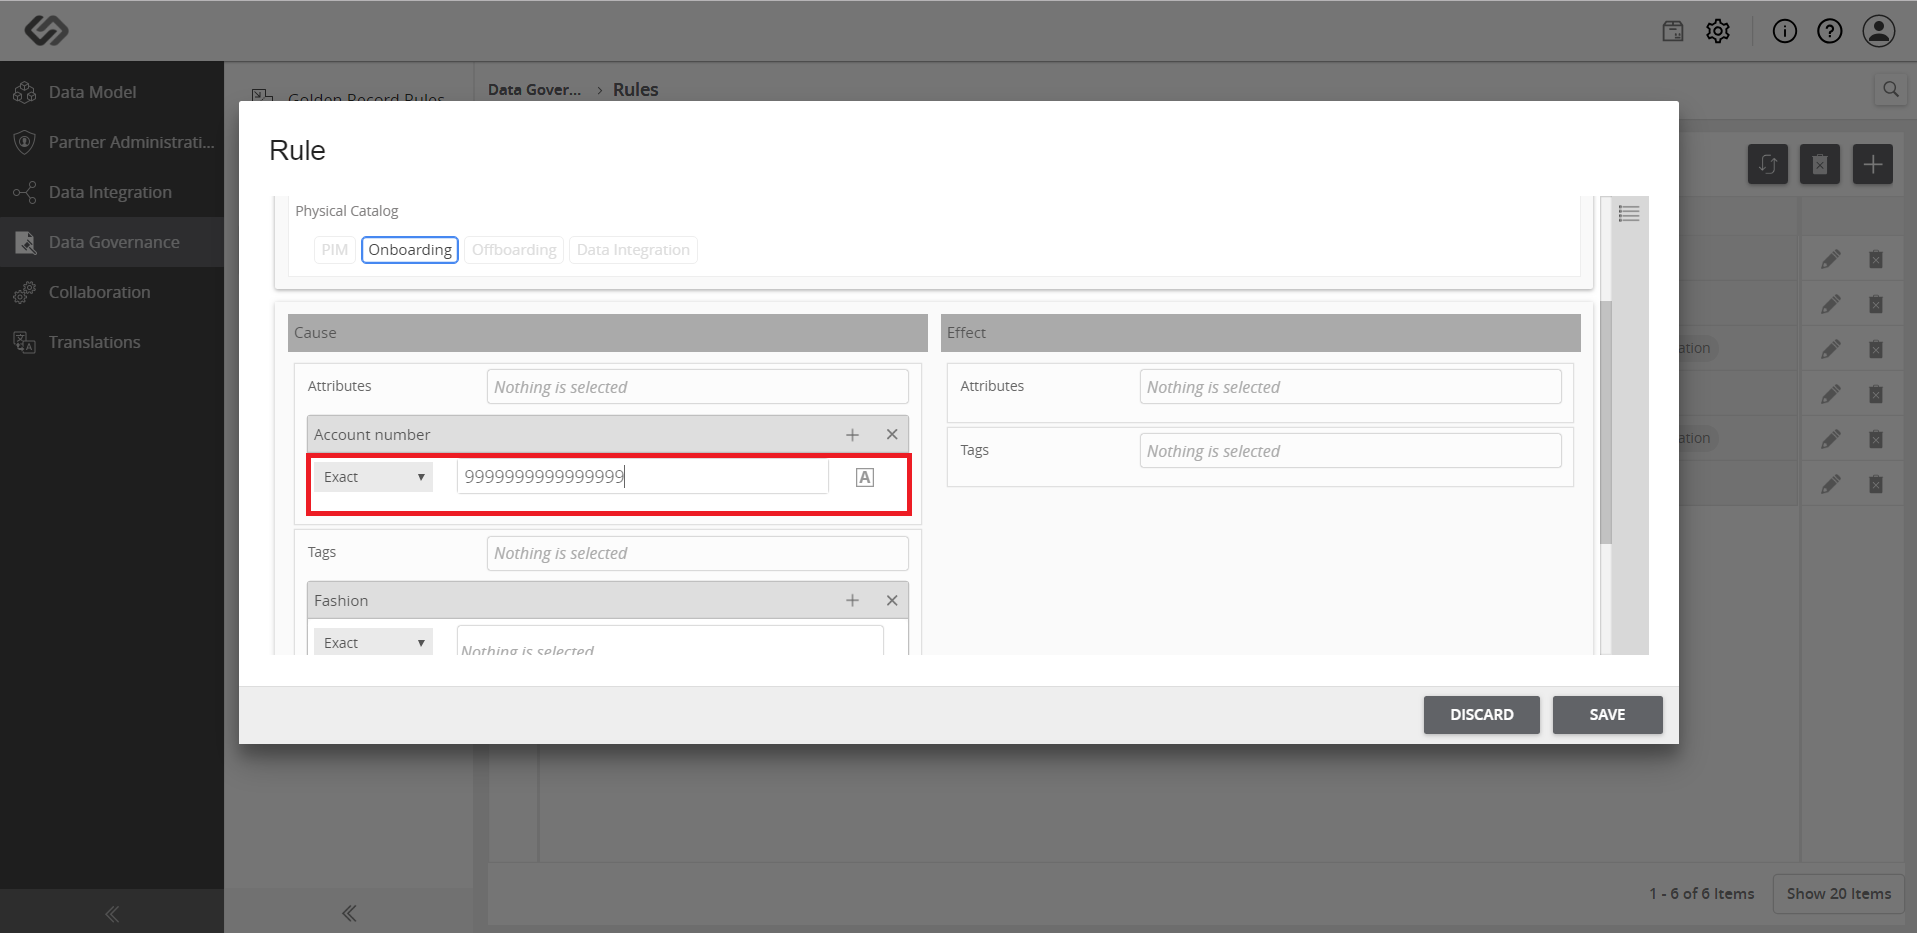 Data Model
Partner Administrati...
Data Integration
Data Governance
Collaboration
Translations
Golden Record Rules
Data Gover... › Rules
Rule
Physical Catalog
PIM Onboarding Offboarding Data Integration
Cause
Attributes Nothing is selected
Account number
Exact 9999999999999999
A
Tags Nothing is selected
Fashion
Exact Nothing is selected
Effect
Attributes Nothing is selected
Tags Nothing is selected
ation
ation
DISCARD SAVE
1 - 6 of 6 Items Show 20 Items